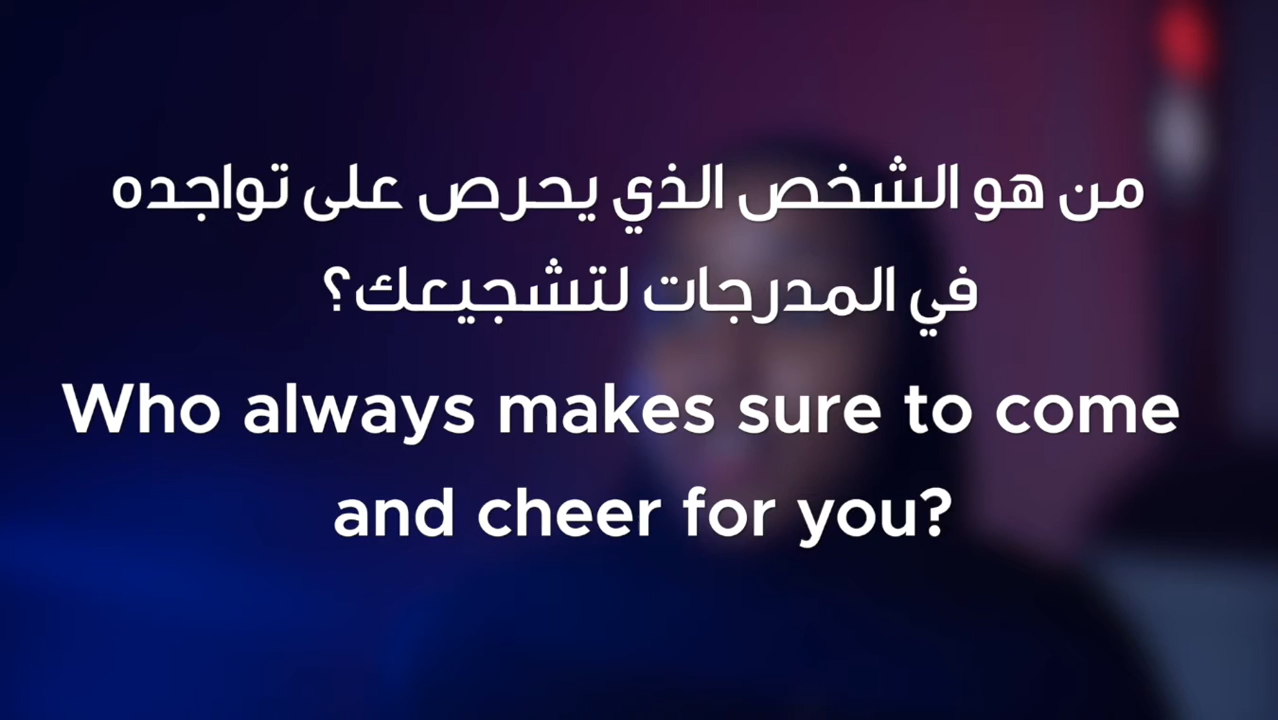 من هو الشخص الذي يحرص على تواجده
في المدرجات لتشجيعك؟
Who always makes sure to come
and cheer for you?